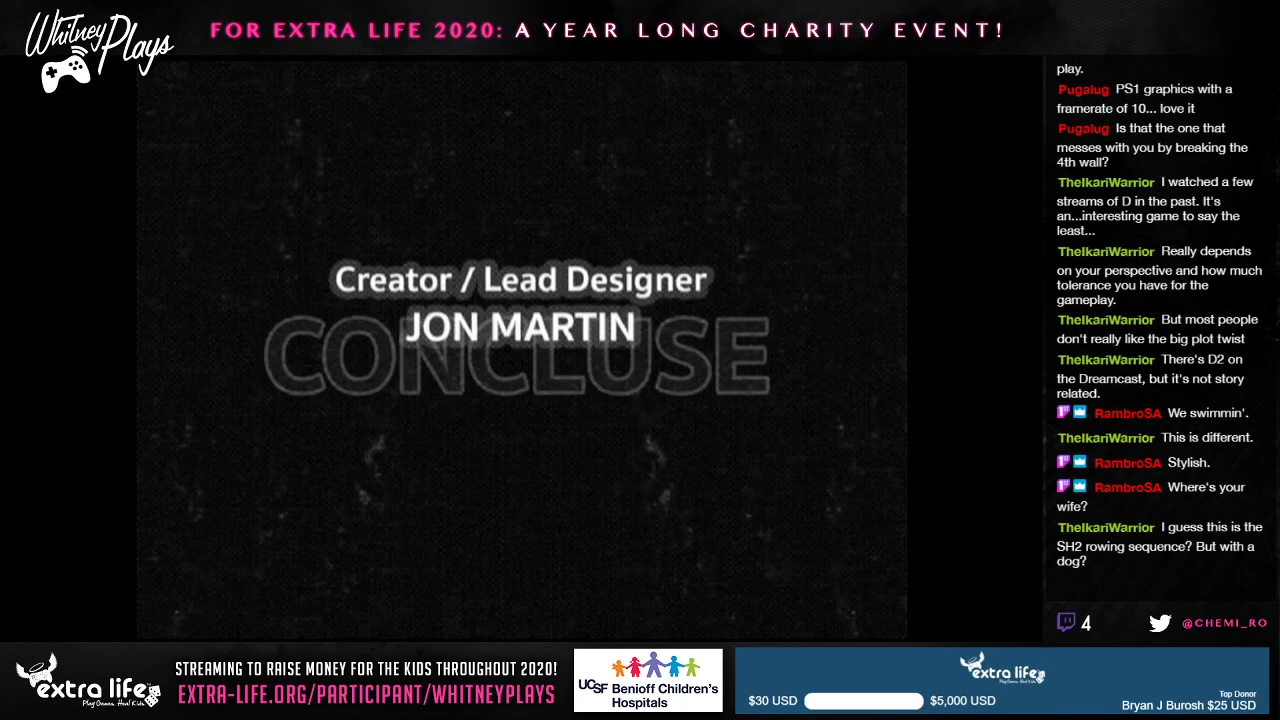 Whitney Plays
FOR EXTRA LIFE 2020: A YEAR LONG CHARITY EVENT!
Creator / Lead Designer
JON MARTIN
CONCLUSE
play.
Pugalug PS1 graphics with a
framerate of 10... love it
Pugalug Is that the one that
messes with you by breaking the
4th wall?
TheIkariWarrior I watched a few
streams of D in the past. It's
an...interesting game to say the
least...
TheIkariWarrior Really depends
on your perspective and how much
tolerance you have for the
gameplay.
TheIkariWarrior But most people
don't really like the big plot twist
TheIkariWarrior There's D2 on
the Dreamcast, but it's not story
related.
RambroSA We swimmin'.
TheIkariWarrior This is different.
RambroSA Stylish.
RambroSA Where's your
wife?
TheIkariWarrior I guess this is the
SH2 rowing sequence? But with a
dog?
4
@CHEMI_RO
extra life
Play Games. Heal Kids.
STREAMING TO RAISE MONEY FOR THE KIDS THROUGHOUT 2020!
EXTRA-LIFE.ORG/PARTICIPANT/WHITNEYPLAYS
UCSF Benioff Children's
Hospitals
extra life
Play Games. Heal Kids.
$30 USD $5,000 USD
Top Donor
Bryan J Burosh $25 USD